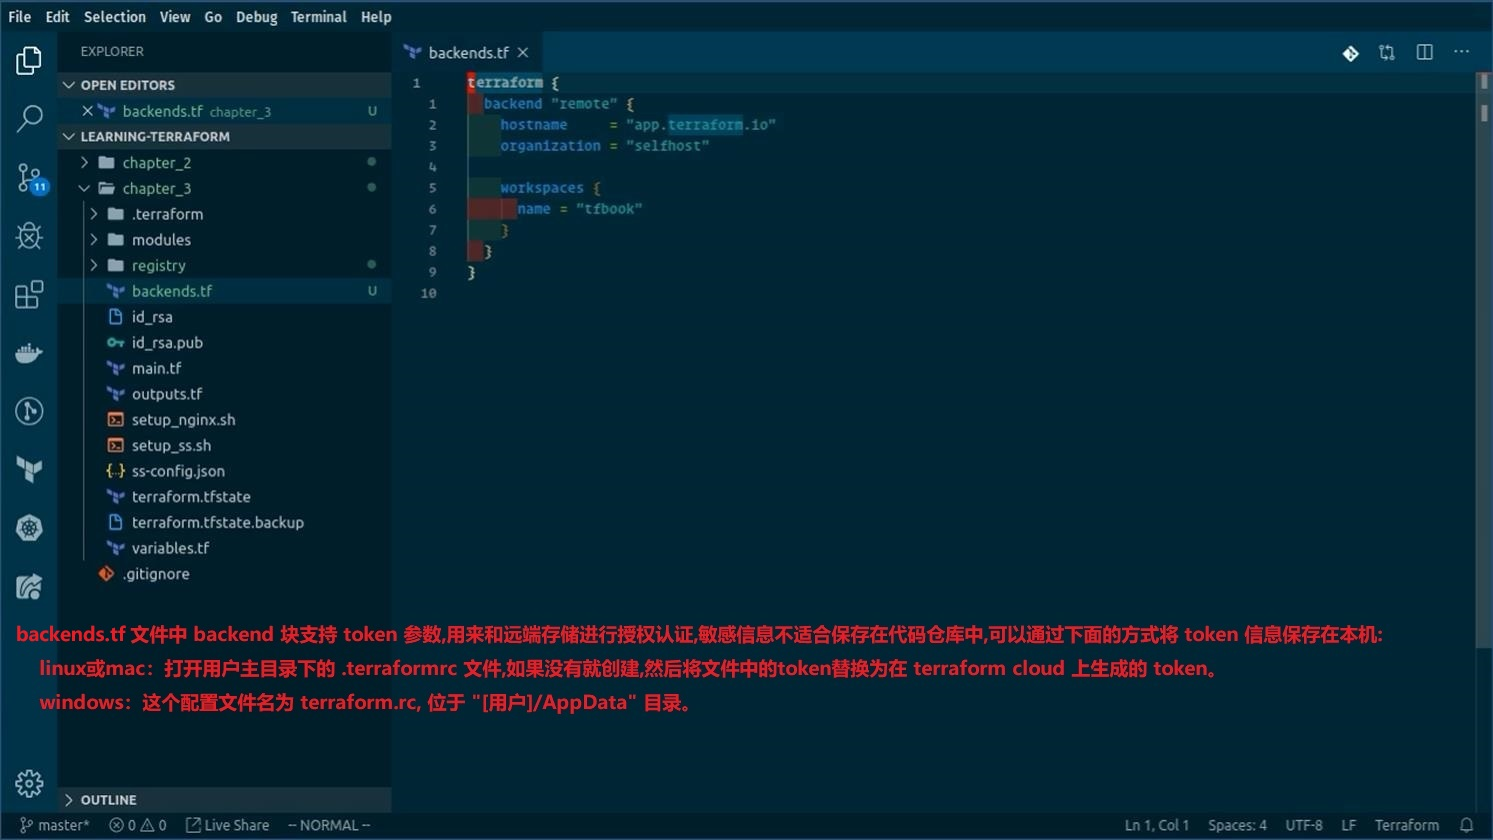 File Edit Selection View Go Debug Terminal Help
EXPLORER
OPEN EDITORS
backends.tf chapter_3 U
LEARNING-TERRAFORM
chapter_2
chapter_3
.terraform
modules
registry
backends.tf U
id_rsa
id_rsa.pub
main.tf
outputs.tf
setup_nginx.sh
setup_ss.sh
{..} ss-config.json
terraform.tfstate
terraform.tfstate.backup
variables.tf
.gitignore
11
backends.tf
1 terraform {
1 backend "remote" {
2 hostname = "app.terraform.io"
3 organization = "selfhost"
4
5 workspaces {
6 name = "tfbook"
7 }
8 }
9 }
10
backends.tf 文件中 backend 块支持 token 参数,用来和远端存储进行授权认证,敏感信息不适合保存在代码仓库中,可以通过下面的方式将 token 信息保存在本机:
linux或mac：打开用户主目录下的 .terraformrc 文件,如果没有就创建,然后将文件中的token替换为在 terraform cloud 上生成的 token。
windows：这个配置文件名为 terraform.rc, 位于 "[用户]/AppData" 目录。
OUTLINE
master* 0 0 Live Share -- NORMAL -- Ln 1, Col 1 Spaces: 4 UTF-8 LF Terraform